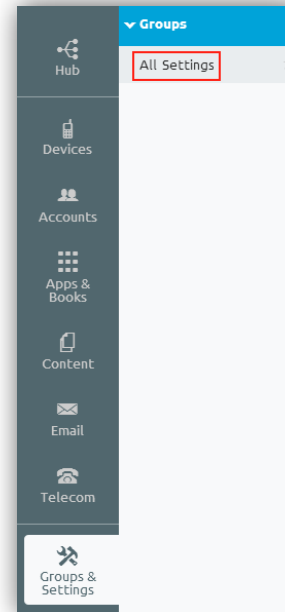 Groups
All Settings
Hub
Devices
Accounts
Apps &
Books
Content
Email
Telecom
Groups &
Settings